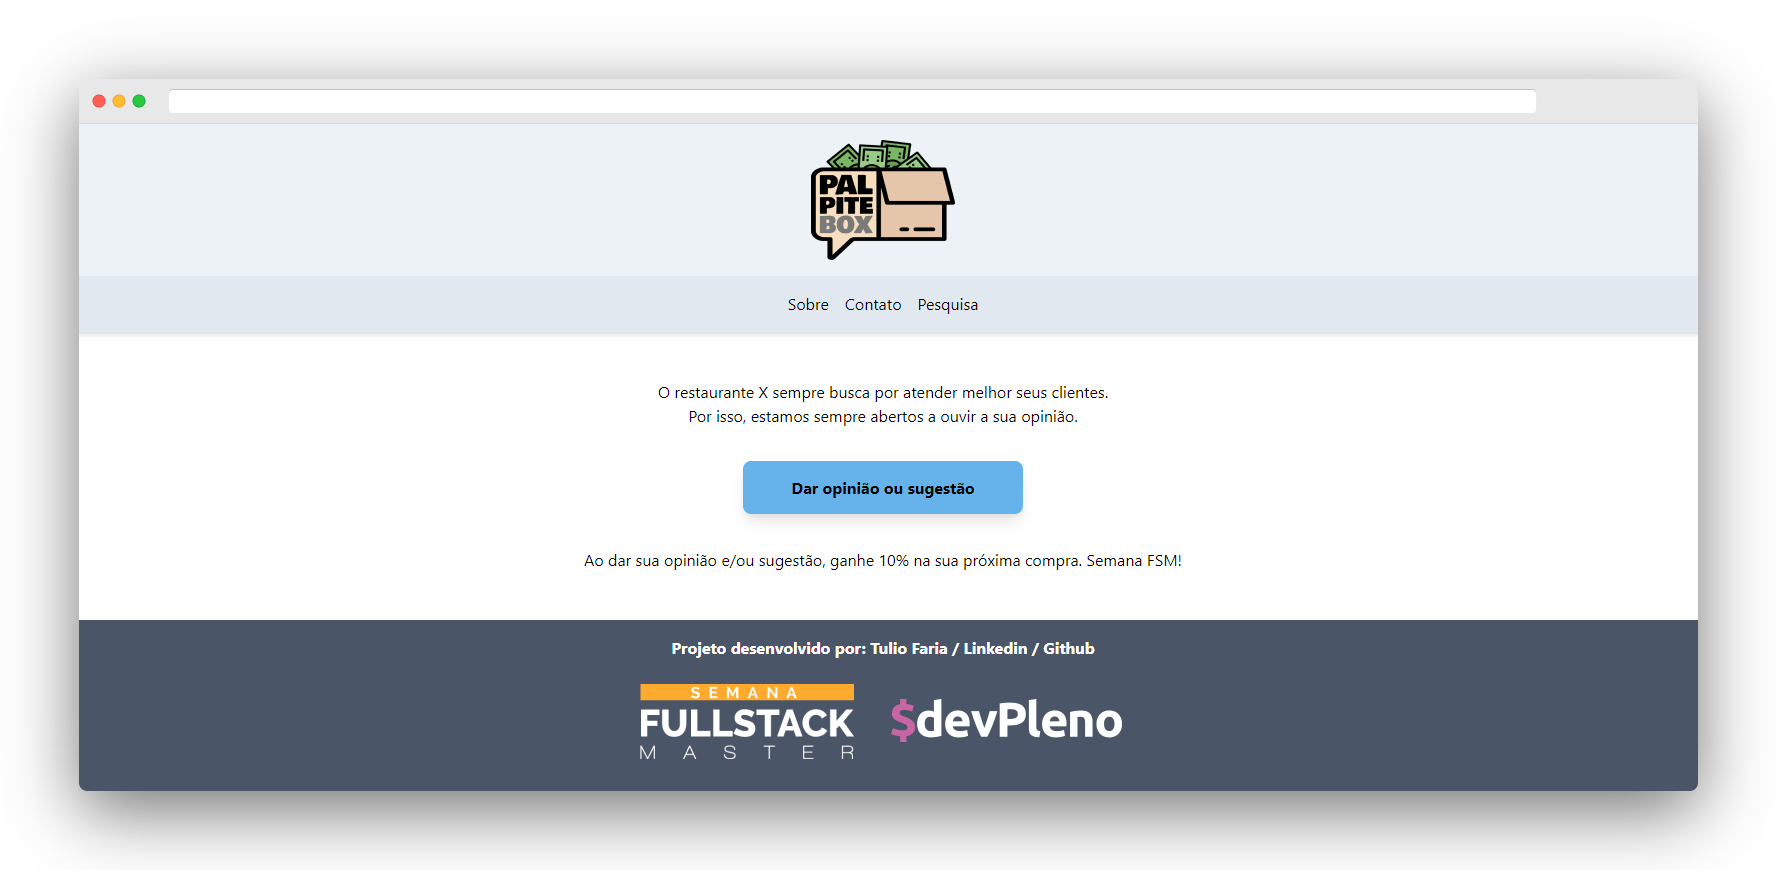 PAL
PITE
BOX
Sobre Contato Pesquisa
O restaurante X sempre busca por atender melhor seus clientes.
Por isso, estamos sempre abertos a ouvir a sua opinião.
Dar opinião ou sugestão
Ao dar sua opinião e/ou sugestão, ganhe 10% na sua próxima compra. Semana FSM!
Projeto desenvolvido por: Tulio Faria / Linkedin / Github
SEMANA
FULLSTACK
MASTER
$devPleno